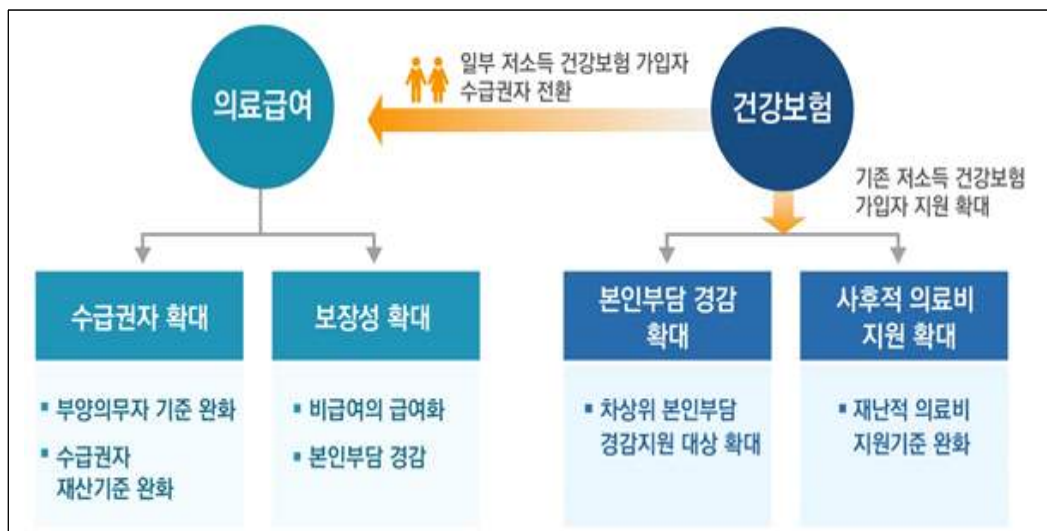 의료급여
일부 저소득 건강보험 가입자
수급권자 전환
건강보험
기존 저소득 건강보험
가입자 지원 확대
수급권자 확대
보장성 확대
본인부담 경감
확대
사후적 의료비
지원 확대
▪ 부양의무자 기준 완화
▪ 수급권자
재산기준 완화
▪ 비급여의 급여화
▪ 본인부담 경감
▪ 차상위 본인부담
경감지원 대상 확대
▪ 재난적 의료비
지원기준 완화